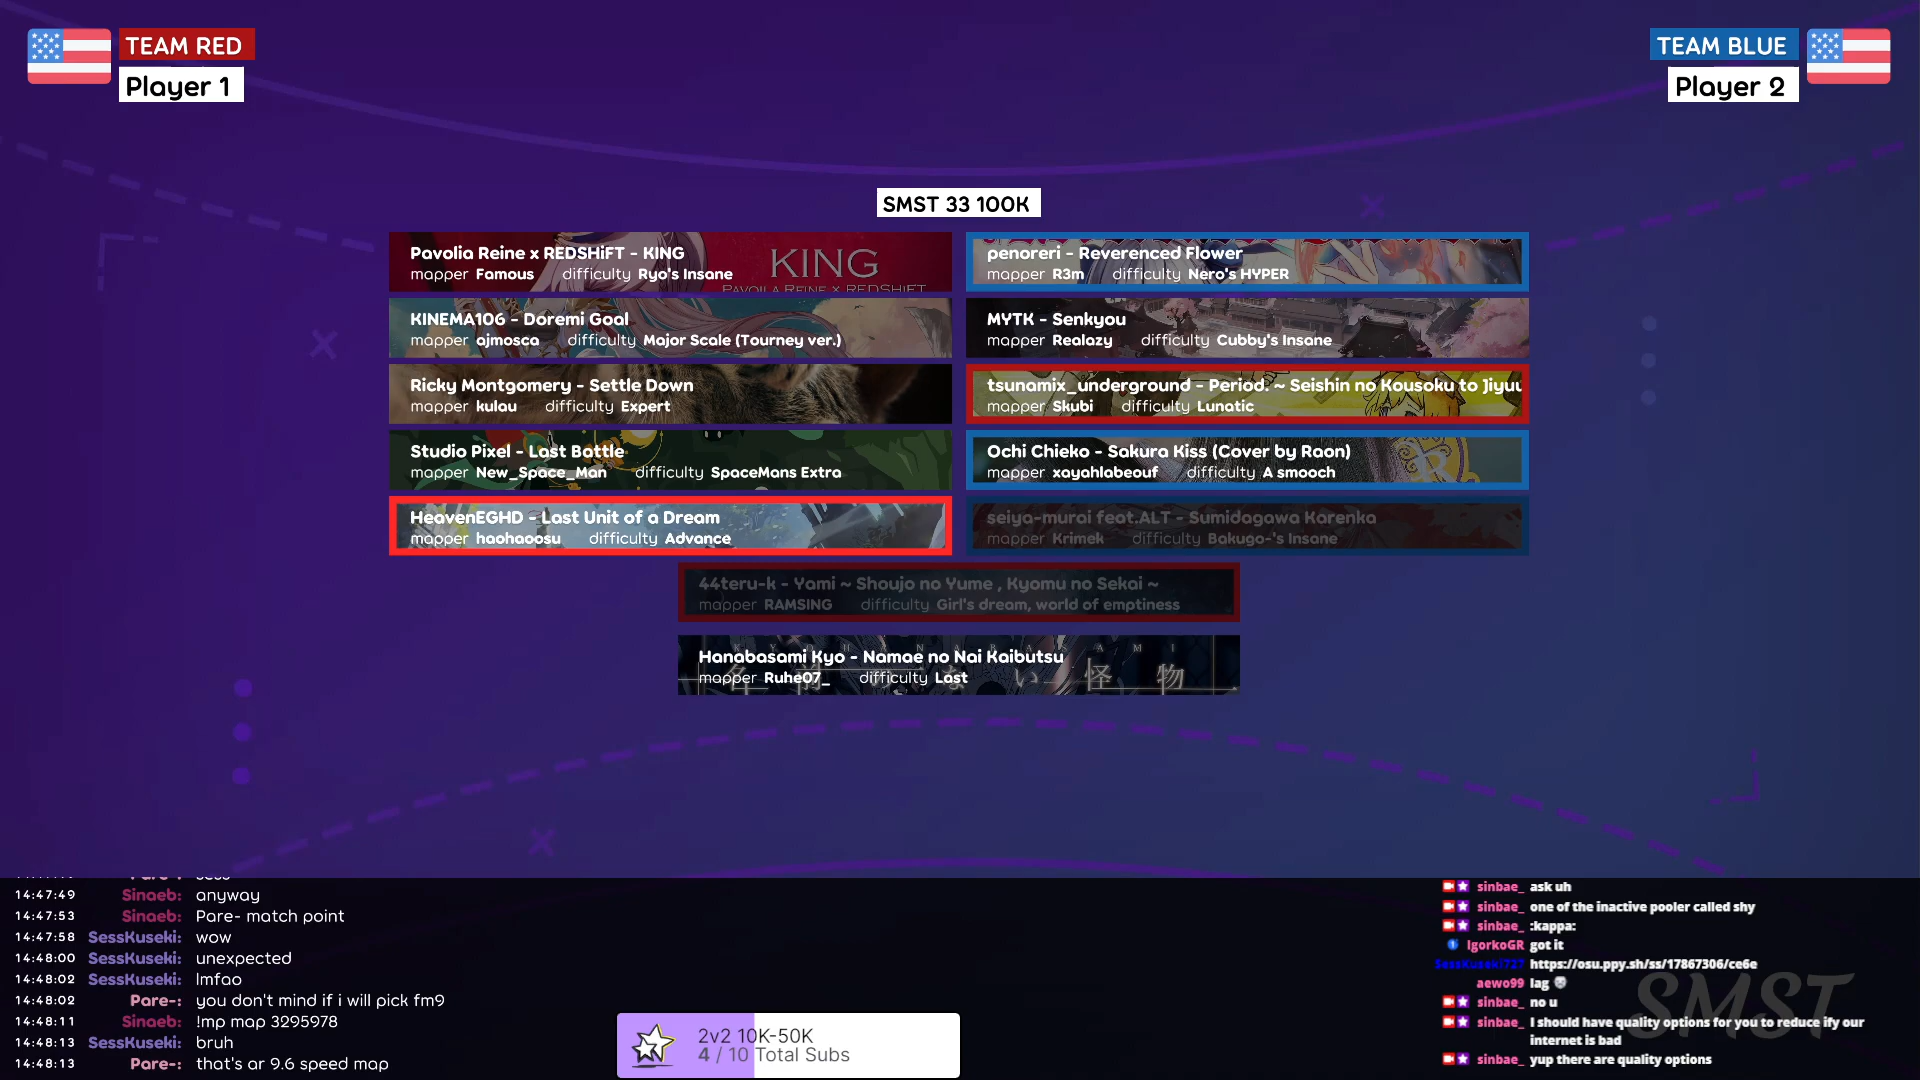 TEAM RED
Player 1
TEAM BLUE
Player 2
SMST 33 100K
Pavolia Reine x REDSHiFT - KING
mapper Famous difficulty Ryo's Insane
KING
PAVOLIA REINE × REDSHIFT
penoreri - Reverenced Flower
mapper R3m difficulty Nero's HYPER
KINEMA106 - Doremi Goal
mapper ajmosca difficulty Major Scale (Tourney ver.)
MYTK - Senkyou
mapper Realazy difficulty Cubby's Insane
Ricky Montgomery - Settle Down
mapper kulau difficulty Expert
tsunamix_underground - Period. ~ Seishin no Kousoku to Jiyuu
mapper Skubi difficulty Lunatic
Studio Pixel - Last Battle
mapper New_Space_Man difficulty SpaceMans Extra
Ochi Chieko - Sakura Kiss (Cover by Raon)
mapper xayahlabeouf difficulty A smooch
HeavenEGHD - Last Unit of a Dream
mapper haohaoosu difficulty Advance
seiya-murai feat.ALT - Sumidagawa Karenka
mapper Krimek difficulty Bakugo-'s Insane
44teru-k - Yami ~ Shoujo no Yume , Kyomu no Sekai ~
mapper RAMSING difficulty Girl's dream, world of emptiness
Hanabasami Kyo - Namae no Nai Kaibutsu
mapper Ruhe07_ difficulty Last
名前のない怪物
14:47:49 Sinaeb: anyway
14:47:53 Sinaeb: Pare- match point
14:47:58 SessKuseki: wow
14:48:00 SessKuseki: unexpected
14:48:02 SessKuseki: lmfao
14:48:02 Pare-: you don't mind if i will pick fm9
14:48:11 Sinaeb: !mp map 3295978
14:48:13 SessKuseki: bruh
14:48:13 Pare-: that's ar 9.6 speed map
2v2 10K-50K
4 / 10 Total Subs
sinbae_ ask uh
sinbae_ one of the inactive pooler called shy
sinbae_ :kappa:
IgorkoGR got it
SessKuseki727 https://osu.ppy.sh/ss/17867306/ce6e
aewo99 lag
sinbae_ no u
sinbae_ I should have quality options for you to reduce ify our
internet is bad
sinbae_ yup there are quality options
SMST